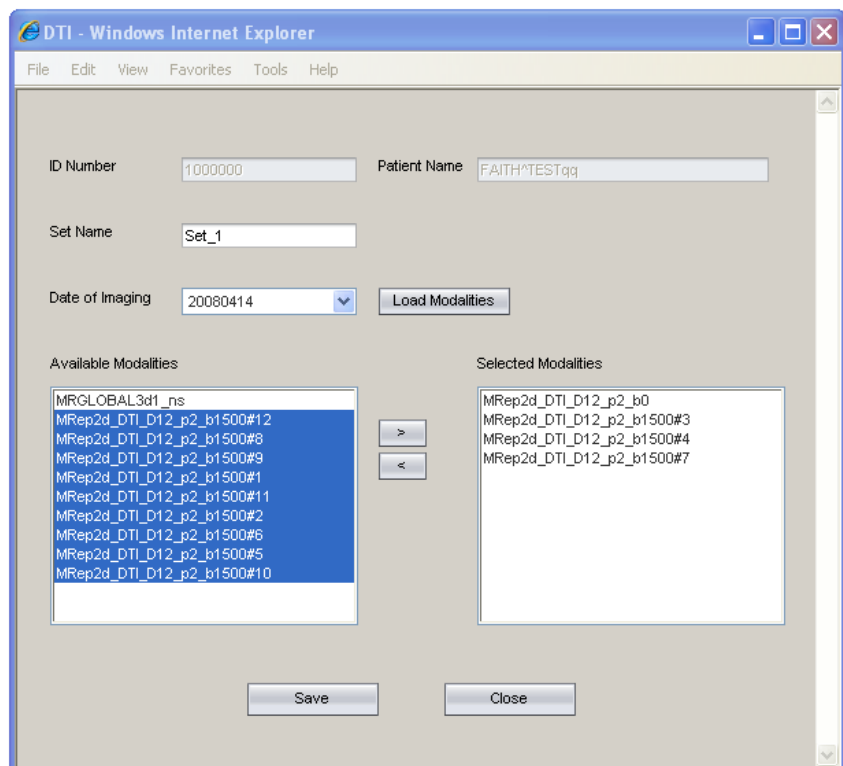 DTI - Windows Internet Explorer
File Edit View Favorites Tools Help
ID Number 1000000 Patient Name FAITH^TESTqq
Set Name Set_1
Date of Imaging 20080414 Load Modalities
Available Modalities
MRGLOBAL3d1_ns
MRep2d_DTI_D12_p2_b1500#12
MRep2d_DTI_D12_p2_b1500#8
MRep2d_DTI_D12_p2_b1500#9
MRep2d_DTI_D12_p2_b1500#1
MRep2d_DTI_D12_p2_b1500#11
MRep2d_DTI_D12_p2_b1500#2
MRep2d_DTI_D12_p2_b1500#6
MRep2d_DTI_D12_p2_b1500#5
MRep2d_DTI_D12_p2_b1500#10
>
<
Selected Modalities
MRep2d_DTI_D12_p2_b0
MRep2d_DTI_D12_p2_b1500#3
MRep2d_DTI_D12_p2_b1500#4
MRep2d_DTI_D12_p2_b1500#7
Save Close